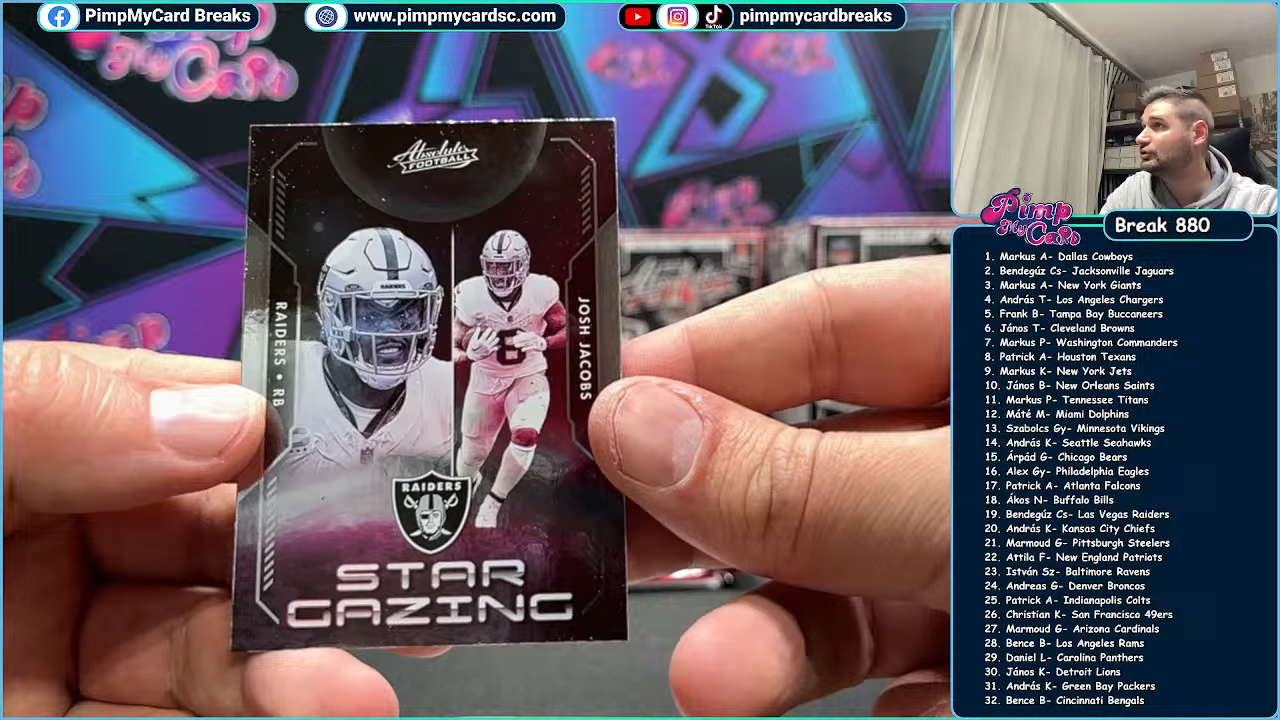 PimpMyCard Breaks
www.pimpmycardsc.com
TikTok
pimpmycardbreaks
Absolute
FOOTBALL
RAIDERS
8
RAIDERS • RB
JOSH JACOBS
RAIDERS
STAR
GAZING
Pimp
My Card
Break 880
1. Markus A- Dallas Cowboys
2. Bendegúz Cs- Jacksonville Jaguars
3. Markus A- New York Giants
4. András T- Los Angeles Chargers
5. Frank B- Tampa Bay Buccaneers
6. János T- Cleveland Browns
7. Markus P- Washington Commanders
8. Patrick A- Houston Texans
9. Markus K- New York Jets
10. János B- New Orleans Saints
11. Markus P- Tennessee Titans
12. Máté M- Miami Dolphins
13. Szabolcs Gy- Minnesota Vikings
14. András K- Seattle Seahawks
15. Árpád G- Chicago Bears
16. Alex Gy- Philadelphia Eagles
17. Patrick A- Atlanta Falcons
18. Ákos N- Buffalo Bills
19. Bendegúz Cs- Las Vegas Raiders
20. András K- Kansas City Chiefs
21. Marmoud G- Pittsburgh Steelers
22. Attila F- New England Patriots
23. István Sz- Baltimore Ravens
24. Andreas G- Denver Broncos
25. Patrick A- Indianapolis Colts
26. Christian K- San Francisco 49ers
27. Marmoud G- Arizona Cardinals
28. Bence B- Los Angeles Rams
29. Daniel L- Carolina Panthers
30. János K- Detroit Lions
31. András K- Green Bay Packers
32. Bence B- Cincinnati Bengals